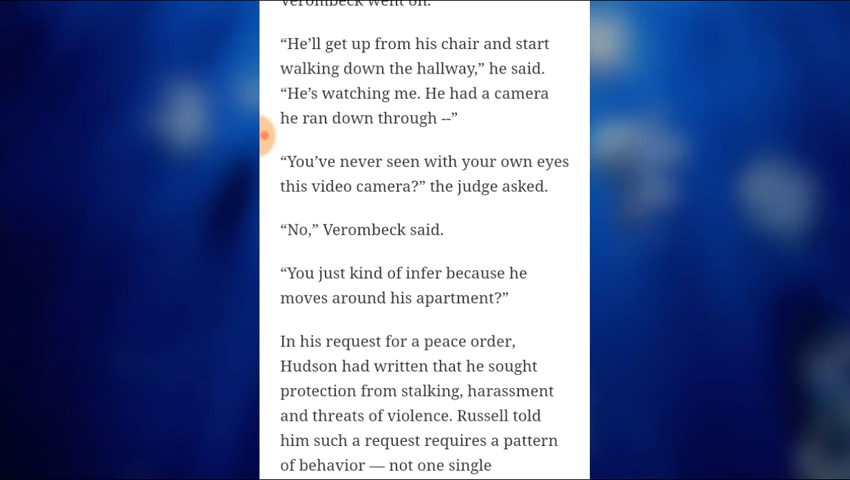 Verombeck went on.
“He’ll get up from his chair and start
walking down the hallway,” he said.
“He’s watching me. He had a camera
he ran down through --”
“You’ve never seen with your own eyes
this video camera?” the judge asked.
“No,” Verombeck said.
“You just kind of infer because he
moves around his apartment?”
In his request for a peace order,
Hudson had written that he sought
protection from stalking, harassment
and threats of violence. Russell told
him such a request requires a pattern
of behavior — not one single